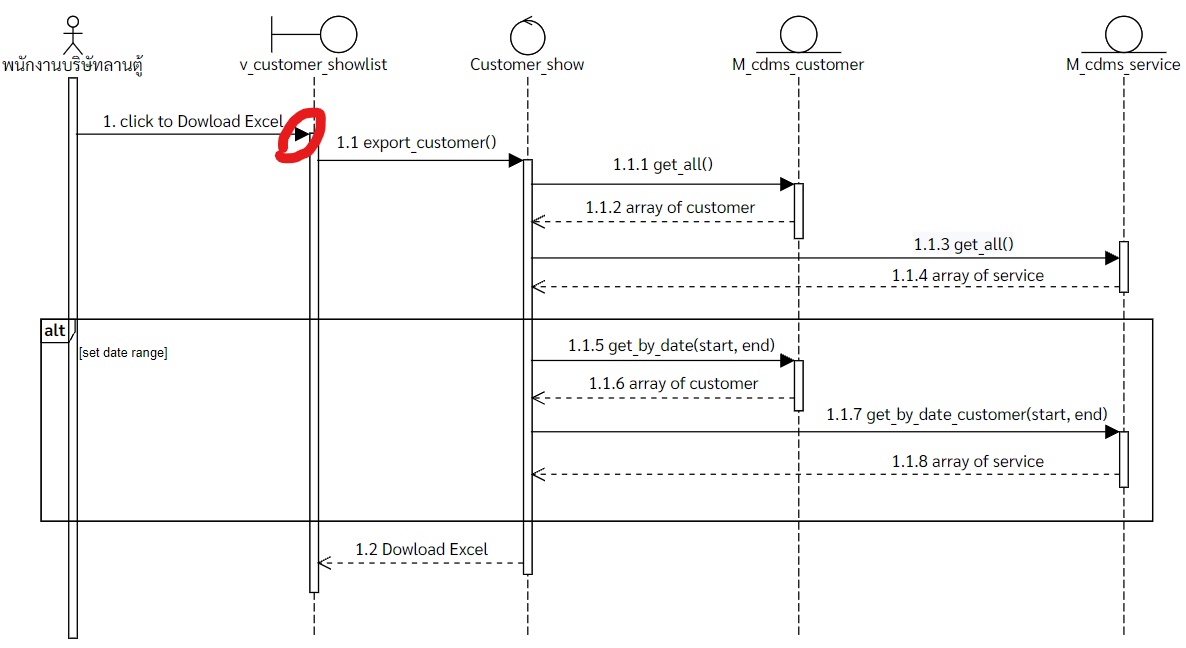 พนักงานบริษัทลานตู้
v_customer_showlist
Customer_show
M_cdms_customer
M_cdms_service
1. click to Dowload Excel
1.1 export_customer()
1.1.1 get_all()
1.1.2 array of customer
1.1.3 get_all()
1.1.4 array of service
alt
[set date range]
1.1.5 get_by_date(start, end)
1.1.6 array of customer
1.1.7 get_by_date_customer(start, end)
1.1.8 array of service
1.2 Dowload Excel